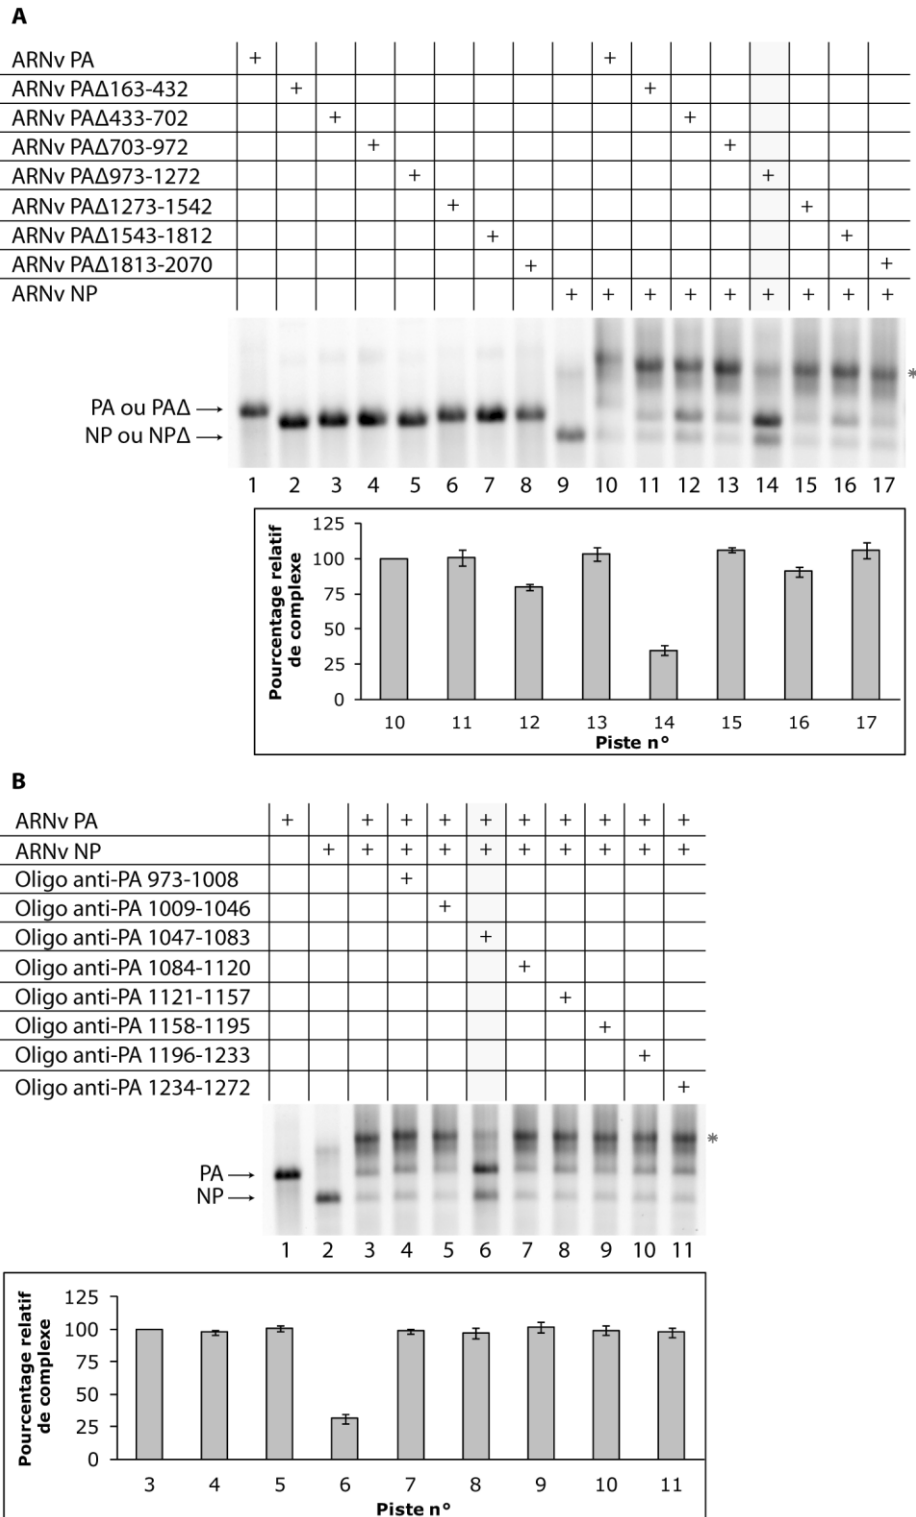 A
ARNv PA + +
ARNv PAΔ163-432 + +
ARNv PAΔ433-702 + +
ARNv PAΔ703-972 + +
ARNv PAΔ973-1272 + +
ARNv PAΔ1273-1542 + +
ARNv PAΔ1543-1812 + +
ARNv PAΔ1813-2070 + +
ARNv NP + + + + + + + + +
*
PA ou PAΔ →
NP ou NPΔ →
1 2 3 4 5 6 7 8 9 10 11 12 13 14 15 16 17
Pourcentage relatif
de complexe
125
100
75
50
25
0
10 11 12 13 14 15 16 17
Piste n°
B
ARNv PA + + + + + + + + + +
ARNv NP + + + + + + + + + +
Oligo anti-PA 973-1008 +
Oligo anti-PA 1009-1046 +
Oligo anti-PA 1047-1083 +
Oligo anti-PA 1084-1120 +
Oligo anti-PA 1121-1157 +
Oligo anti-PA 1158-1195 +
Oligo anti-PA 1196-1233 +
Oligo anti-PA 1234-1272 +
*
PA →
NP →
1 2 3 4 5 6 7 8 9 10 11
Pourcentage relatif
de complexe
125
100
75
50
25
0
3 4 5 6 7 8 9 10 11
Piste n°